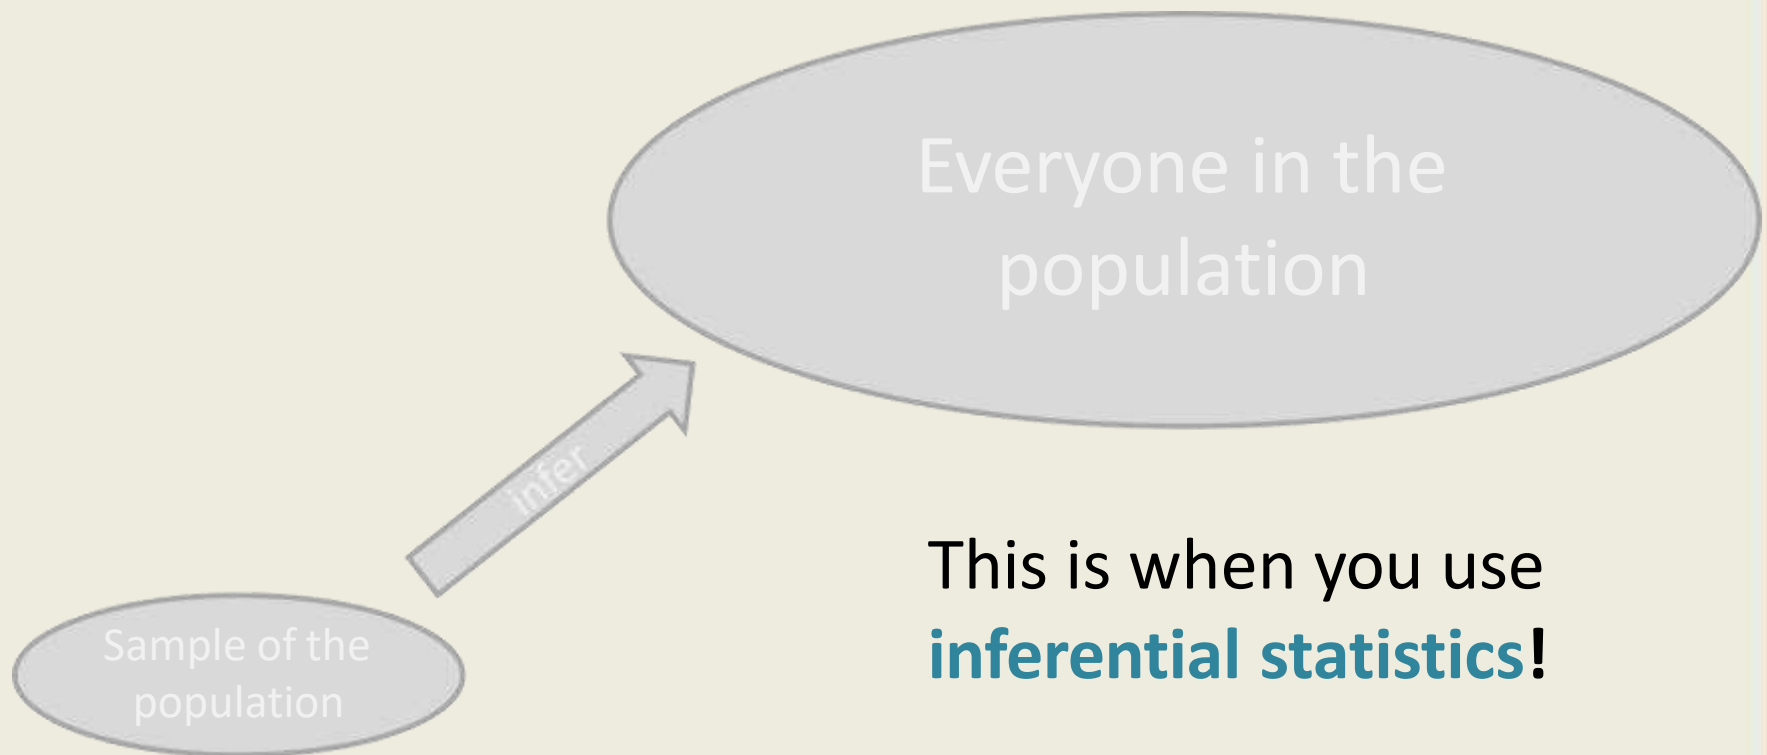 Everyone in the
population
infer
This is when you use
inferential statistics!
Sample of the
population